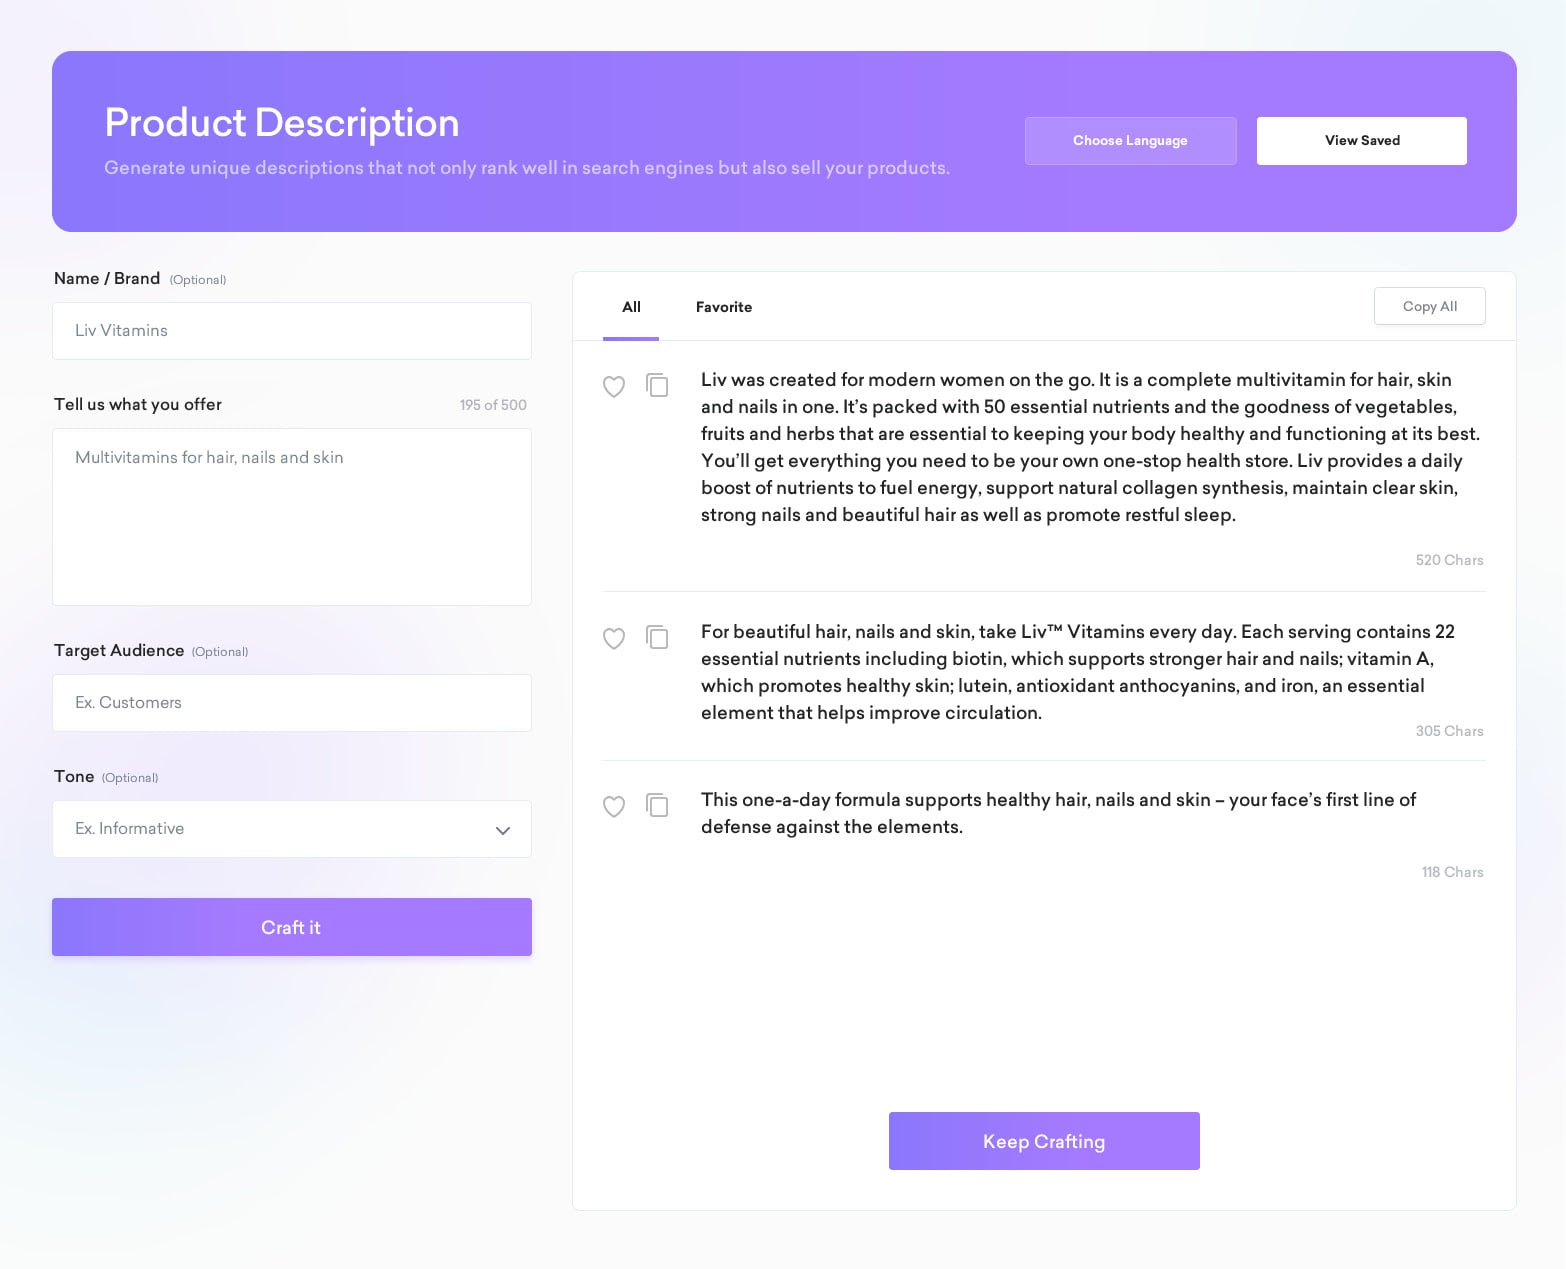 Product Description
Generate unique descriptions that not only rank well in search engines but also sell your products.
Choose Language
View Saved
Name / Brand (Optional)
Liv Vitamins
Tell us what you offer
195 of 500
Multivitamins for hair, nails and skin
Target Audience (Optional)
Ex. Customers
Tone (Optional)
Ex. Informative
Craft it
All
Favorite
Copy All
Liv was created for modern women on the go. It is a complete multivitamin for hair, skin
and nails in one. It’s packed with 50 essential nutrients and the goodness of vegetables,
fruits and herbs that are essential to keeping your body healthy and functioning at its best.
You’ll get everything you need to be your own one-stop health store. Liv provides a daily
boost of nutrients to fuel energy, support natural collagen synthesis, maintain clear skin,
strong nails and beautiful hair as well as promote restful sleep.
520 Chars
For beautiful hair, nails and skin, take Liv™ Vitamins every day. Each serving contains 22
essential nutrients including biotin, which supports stronger hair and nails; vitamin A,
which promotes healthy skin; lutein, antioxidant anthocyanins, and iron, an essential
element that helps improve circulation.
305 Chars
This one-a-day formula supports healthy hair, nails and skin – your face’s first line of
defense against the elements.
118 Chars
Keep Crafting